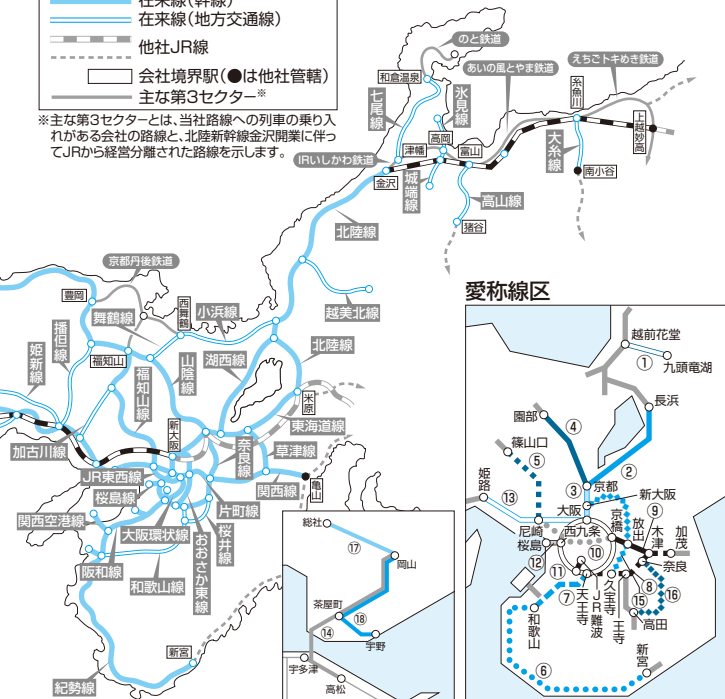 在来線(幹線)
在来線(地方交通線)
他社JR線
会社境界駅(●は他社管轄)
主な第3セクター※
※主な第3セクターとは、当社路線への列車の乗り入
れがある会社の路線と、北陸新幹線金沢開業に伴っ
てJRから経営分離された路線を示します。
のと鉄道
和倉温泉
七尾線
氷見線
あいの風とやま鉄道
えちごトキめき鉄道
糸魚川
上越妙高
高岡
津幡
富山
IRいしかわ鉄道
金沢
城端線
大糸線
南小谷
高山線
猪谷
北陸線
京都丹後鉄道
豊岡
西舞鶴
舞鶴線
小浜線
越美北線
播但線
姫新線
福知山
福知山線
山陰線
湖西線
北陸線
米原
新大阪
東海道線
加古川線
奈良線
草津線
JR東西線
関西線
亀山
桜島線
片町線
関西空港線
大阪環状線
おおさか東線
桜井線
阪和線
和歌山線
新宮
紀勢線
総社
⑰
岡山
茶屋町
⑱
⑭
宇野
宇多津
高松
愛称線区
越前花堂
①
九頭竜湖
長浜
園部
④
篠山口
⑤
②
姫路
③
京都
⑬
大阪
新大阪
尼崎
西九条
京橋
放出
⑨
木津
加茂
桜島
⑩
⑫
奈良
⑪
⑦
天王寺
JR難波
久宝寺
王寺
⑧
⑮
⑯
高田
和歌山
⑥
新宮